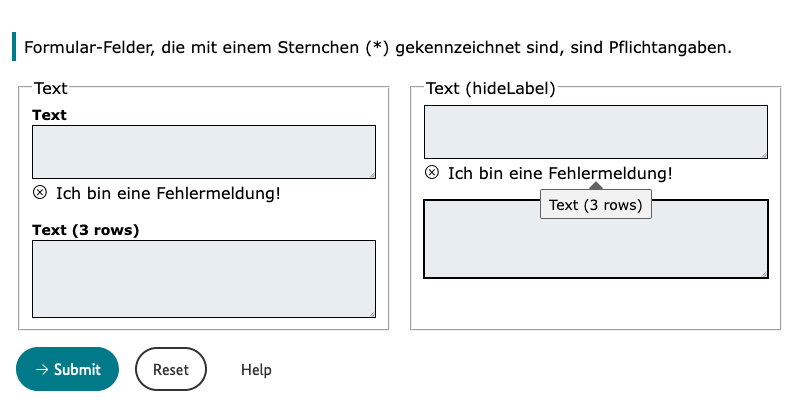 Formular-Felder, die mit einem Sternchen (*) gekennzeichnet sind, sind Pflichtangaben.
Text
Text
Ich bin eine Fehlermeldung!
Text (3 rows)
Text (hideLabel)
Ich bin eine Fehlermeldung!
Text (3 rows)
→ Submit
Reset
Help